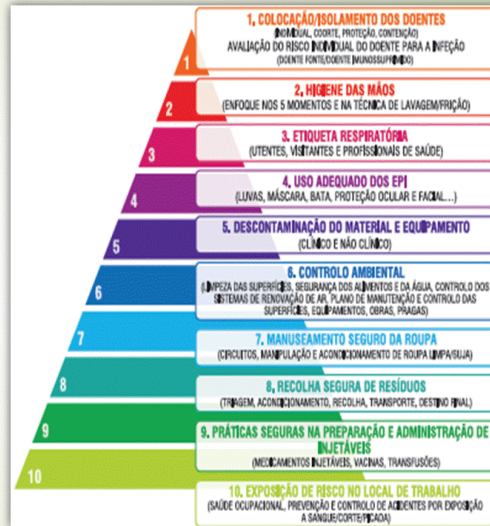 1
1. COLOCAÇÃO/ISOLAMENTO DOS DOENTES
(INDIVIDUAL, COORTE, PROTEÇÃO, CONTENÇÃO)
AVALIAÇÃO DO RISCO INDIVIDUAL DO DOENTE PARA A INFEÇÃO
(DOENTE FONTE/DOENTE IMUNOSSUPRIMIDO)
2
2. HIGIENE DAS MÃOS
(ENFOQUE NOS 5 MOMENTOS E NA TÉCNICA DE LAVAGEM/FRIÇÃO)
3
3. ETIQUETA RESPIRATÓRIA
(UTENTES, VISITANTES E PROFISSIONAIS DE SAÚDE)
4
4. USO ADEQUADO DOS EPI
(LUVAS, MÁSCARA, BATA, PROTEÇÃO OCULAR E FACIAL...)
5
5. DESCONTAMINAÇÃO DO MATERIAL E EQUIPAMENTO
(CLÍNICO E NÃO CLÍNICO)
6
6. CONTROLO AMBIENTAL
(LIMPEZA DAS SUPERFÍCIES, SEGURANÇA DOS ALIMENTOS E DA ÁGUA, CONTROLO DOS
SISTEMAS DE RENOVAÇÃO DE AR, PLANO DE MANUTENÇÃO E CONTROLO DAS
SUPERFÍCIES, EQUIPAMENTOS, OBRAS, PRAGAS)
7
7. MANUSEAMENTO SEGURO DA ROUPA
(CIRCUITOS, MANIPULAÇÃO E ACONDICIONAMENTO DE ROUPA LIMPA/SUJA)
8
8. RECOLHA SEGURA DE RESÍDUOS
(TRIAGEM, ACONDICIONAMENTO, RECOLHA, TRANSPORTE, DESTINO FINAL)
9
9. PRÁTICAS SEGURAS NA PREPARAÇÃO E ADMINISTRAÇÃO DE
INJETÁVEIS
(MEDICAMENTOS INJETÁVEIS, VACINAS, TRANSFUSÕES)
10
10. EXPOSIÇÃO DE RISCO NO LOCAL DE TRABALHO
(SAÚDE OCUPACIONAL, PREVENÇÃO E CONTROLO DE ACIDENTES POR EXPOSIÇÃO
A SANGUE/CORTE/PICADA)